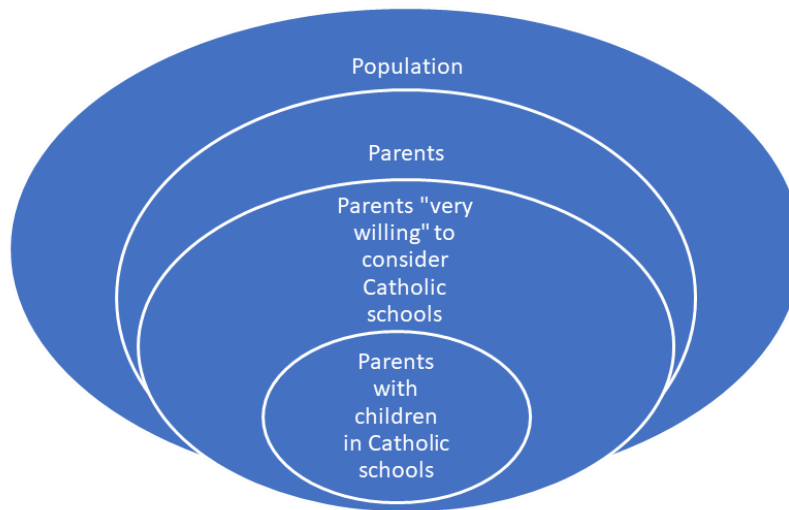 Population
Parents
Parents "very
willing" to
consider
Catholic
schools
Parents
with
children
in Catholic
schools